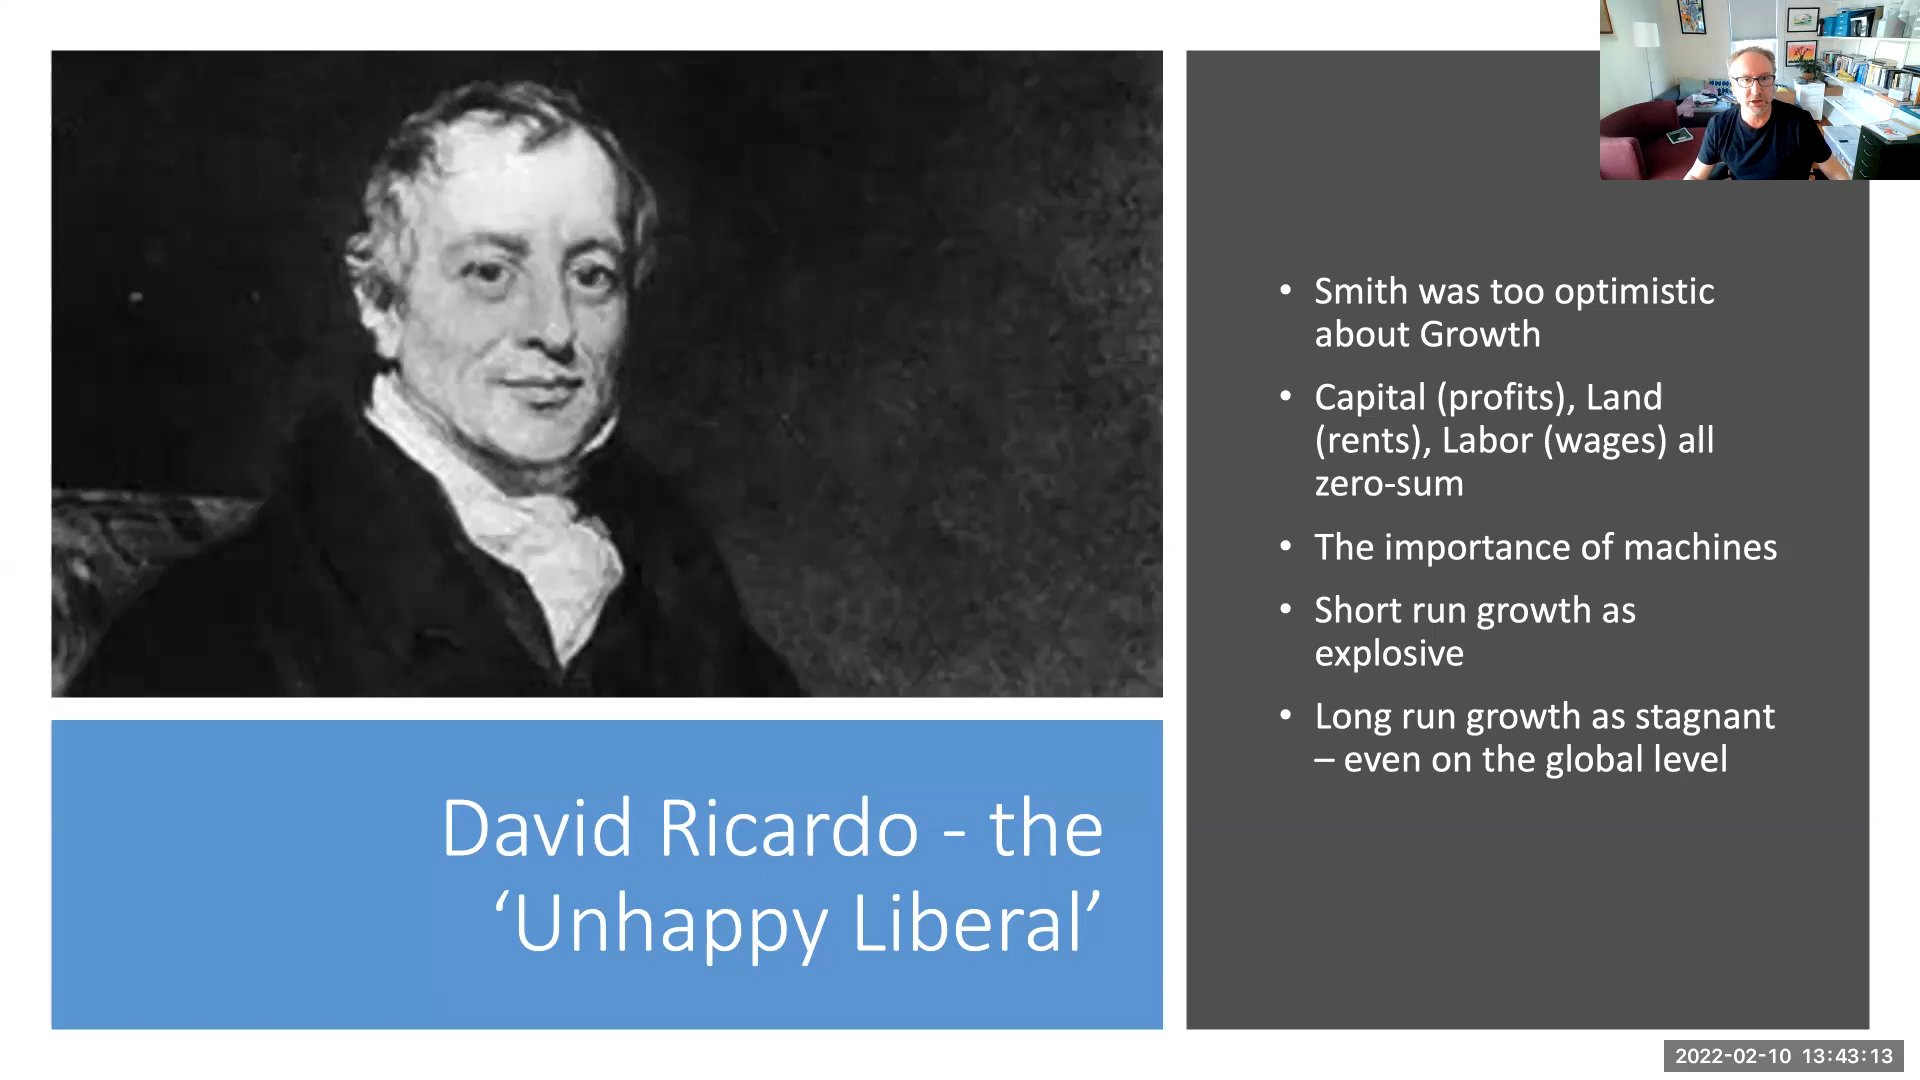 David Ricardo - the
‘Unhappy Liberal’
• Smith was too optimistic
about Growth
• Capital (profits), Land
(rents), Labor (wages) all
zero-sum
• The importance of machines
• Short run growth as
explosive
• Long run growth as stagnant
– even on the global level
2022-02-10 13:43:13